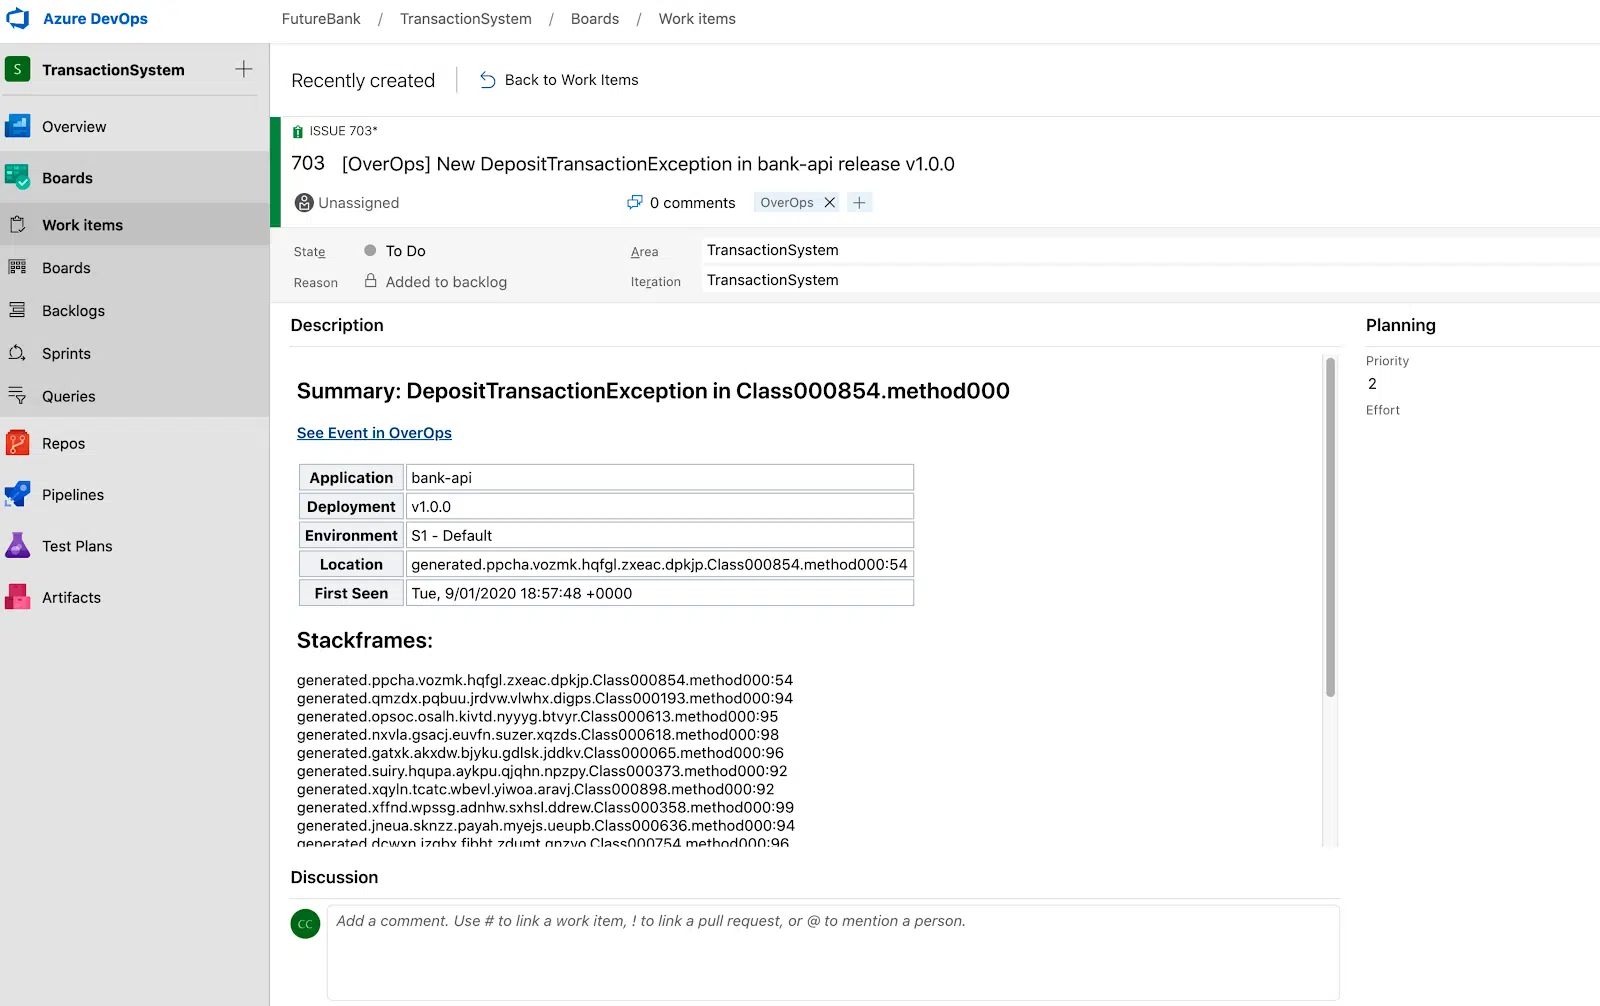 Azure DevOps
FutureBank / TransactionSystem / Boards / Work items
S TransactionSystem
Overview
Boards
Work items
Boards
Backlogs
Sprints
Queries
Repos
Pipelines
Test Plans
Artifacts
Recently created
Back to Work Items
ISSUE 703*
703 [OverOps] New DepositTransactionException in bank-api release v1.0.0
Unassigned
0 comments
OverOps
State To Do
Reason Added to backlog
Area TransactionSystem
Iteration TransactionSystem
Description
Summary: DepositTransactionException in Class000854.method000
See Event in OverOps
Application bank-api
Deployment v1.0.0
Environment S1 - Default
Location generated.ppcha.vozmk.hqfgl.zxeac.dpkjp.Class000854.method000:54
First Seen Tue, 9/01/2020 18:57:48 +0000
Stackframes:
generated.ppcha.vozmk.hqfgl.zxeac.dpkjp.Class000854.method000:54
generated.qmzdx.pqbuu.jrdvw.vlwhx.digps.Class000193.method000:94
generated.opsoc.osalh.kivtd.nyyyg.btvyr.Class000613.method000:95
generated.nxvla.gsacj.euvfn.suzer.xqzds.Class000618.method000:98
generated.gatxk.akxdw.bjyku.gdlsk.jddkv.Class000065.method000:96
generated.suiry.hqupa.aykpu.qjqhn.npzpy.Class000373.method000:92
generated.xqyln.tcatc.wbevl.yiwoa.aravj.Class000898.method000:92
generated.xffnd.wpssg.adnhw.sxhsl.ddrew.Class000358.method000:99
generated.jneua.sknzz.payah.myejs.ueupb.Class000636.method000:94
Planning
Priority
2
Effort
Discussion
CC
Add a comment. Use # to link a work item, ! to link a pull request, or @ to mention a person.